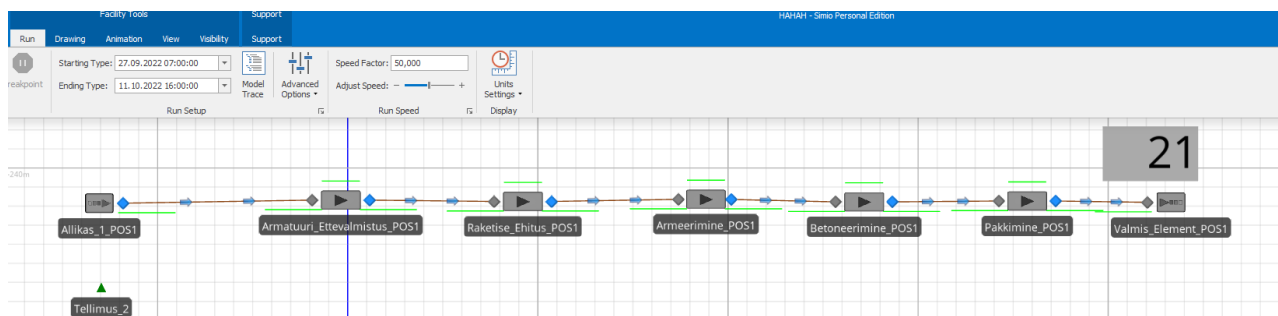 Facility Tools Support HAHAH - Simio Personal Edition
Run Drawing Animation View Visibility Support
Starting Type: 27.09.2022 07:00:00 Speed Factor: 50,000
reakpoint Ending Type: 11.10.2022 16:00:00 Model Trace Advanced Options Adjust Speed: - + Units Settings
Run Setup Run Speed Display
21
-240m
Allikas_1_POS1 Armatuuri_Ettevalmistus_POS1 Raketise_Ehitus_POS1 Armeerimine_POS1 Betoneerimine_POS1 Pakkimine_POS1 Valmis_Element_POS1
Tellimus_2